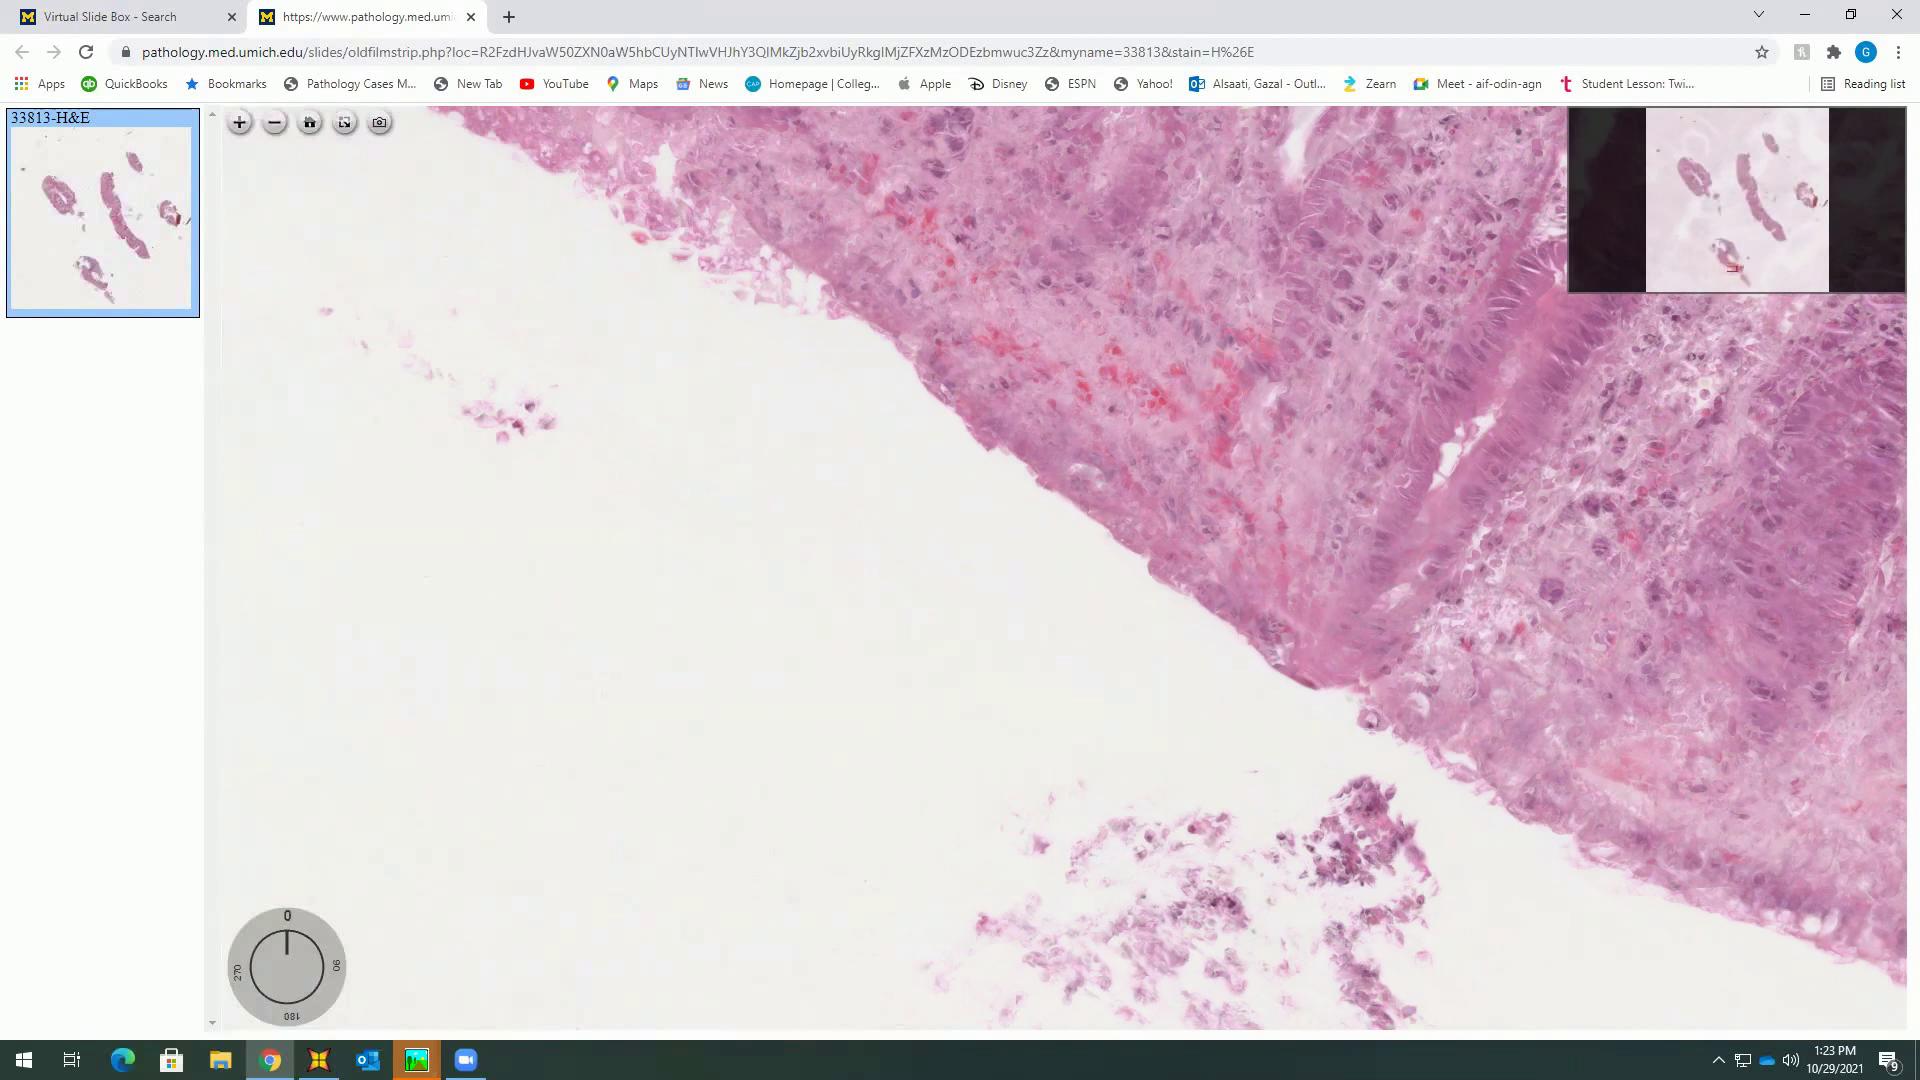 Virtual Slide Box - Search
https://www.pathology.med.umi
pathology.med.umich.edu/slides/oldfilmstrip.php?loc=R2FzdHJvaW50ZXN0aW5hbCUyNTIwVHJhY3QlMkZjb2xvbiUyRkglMjZFXzMzODEzbmwuc3Zz&myname=33813&stain=H%26E
G
Apps QuickBooks Bookmarks Pathology Cases M... New Tab YouTube Maps News Homepage | Colleg... Apple Disney ESPN Yahoo! Alsaati, Gazal - Outl... Zearn Meet - aif-odin-agn Student Lesson: Twi... Reading list
33813-H&E
0
90
180
270
1:23 PM
10/29/2021
9